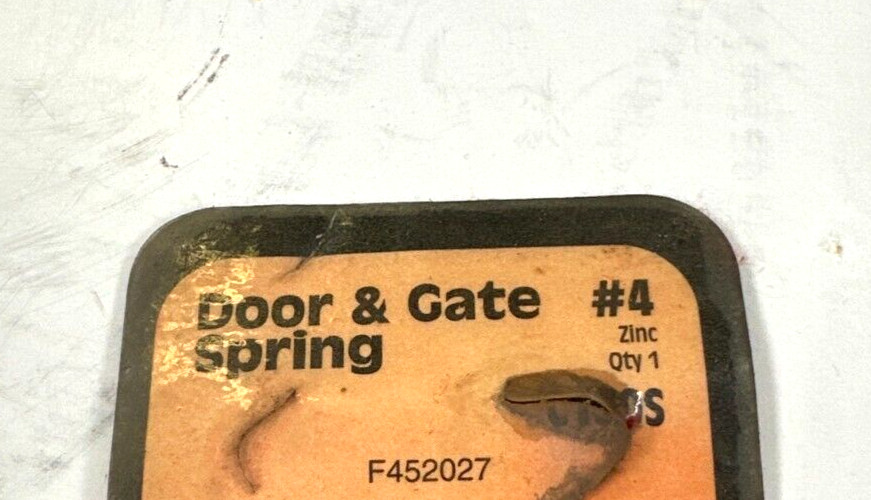 Door & Gate
Spring
#4
Zinc
Qty 1
F452027